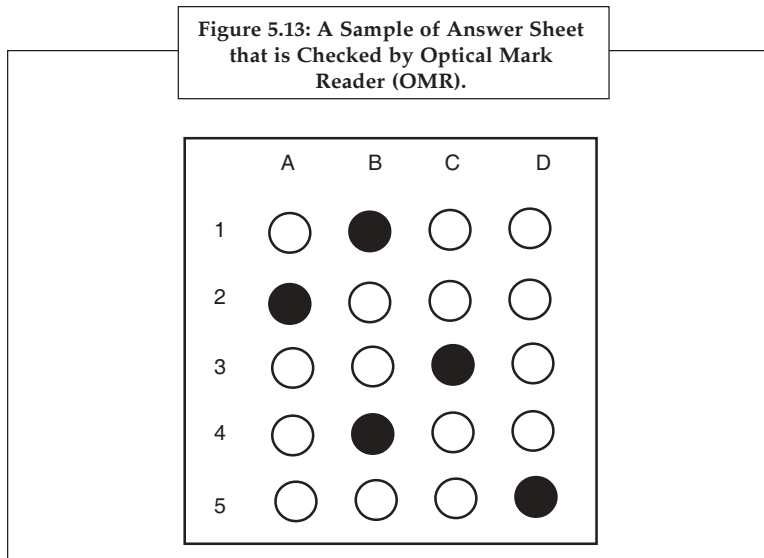 Figure 5.13: A Sample of Answer Sheet
that is Checked by Optical Mark
Reader (OMR).
A B C D
1
2
3
4
5